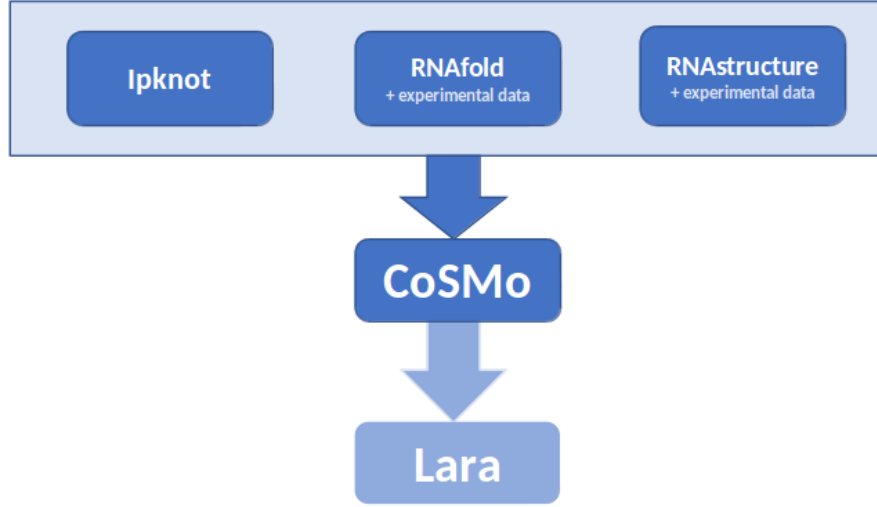 Ipknot
RNAfold
+ experimental data
RNAstructure
+ experimental data
CoSMo
Lara